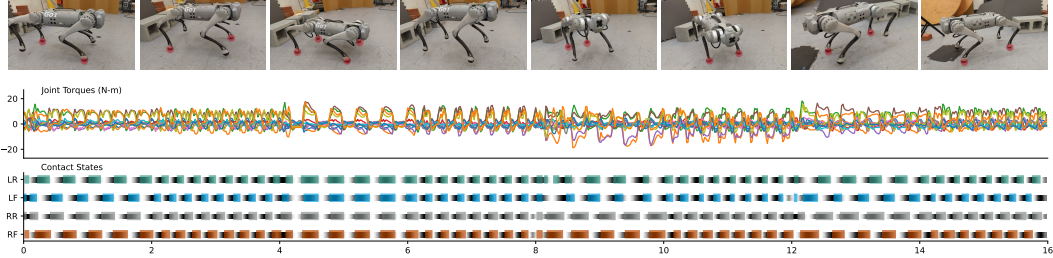 Go1
Joint Torques (N-m)
20
0
−20
Contact States
LR
LF
RR
RF
0 2 4 6 8 10 12 14 16